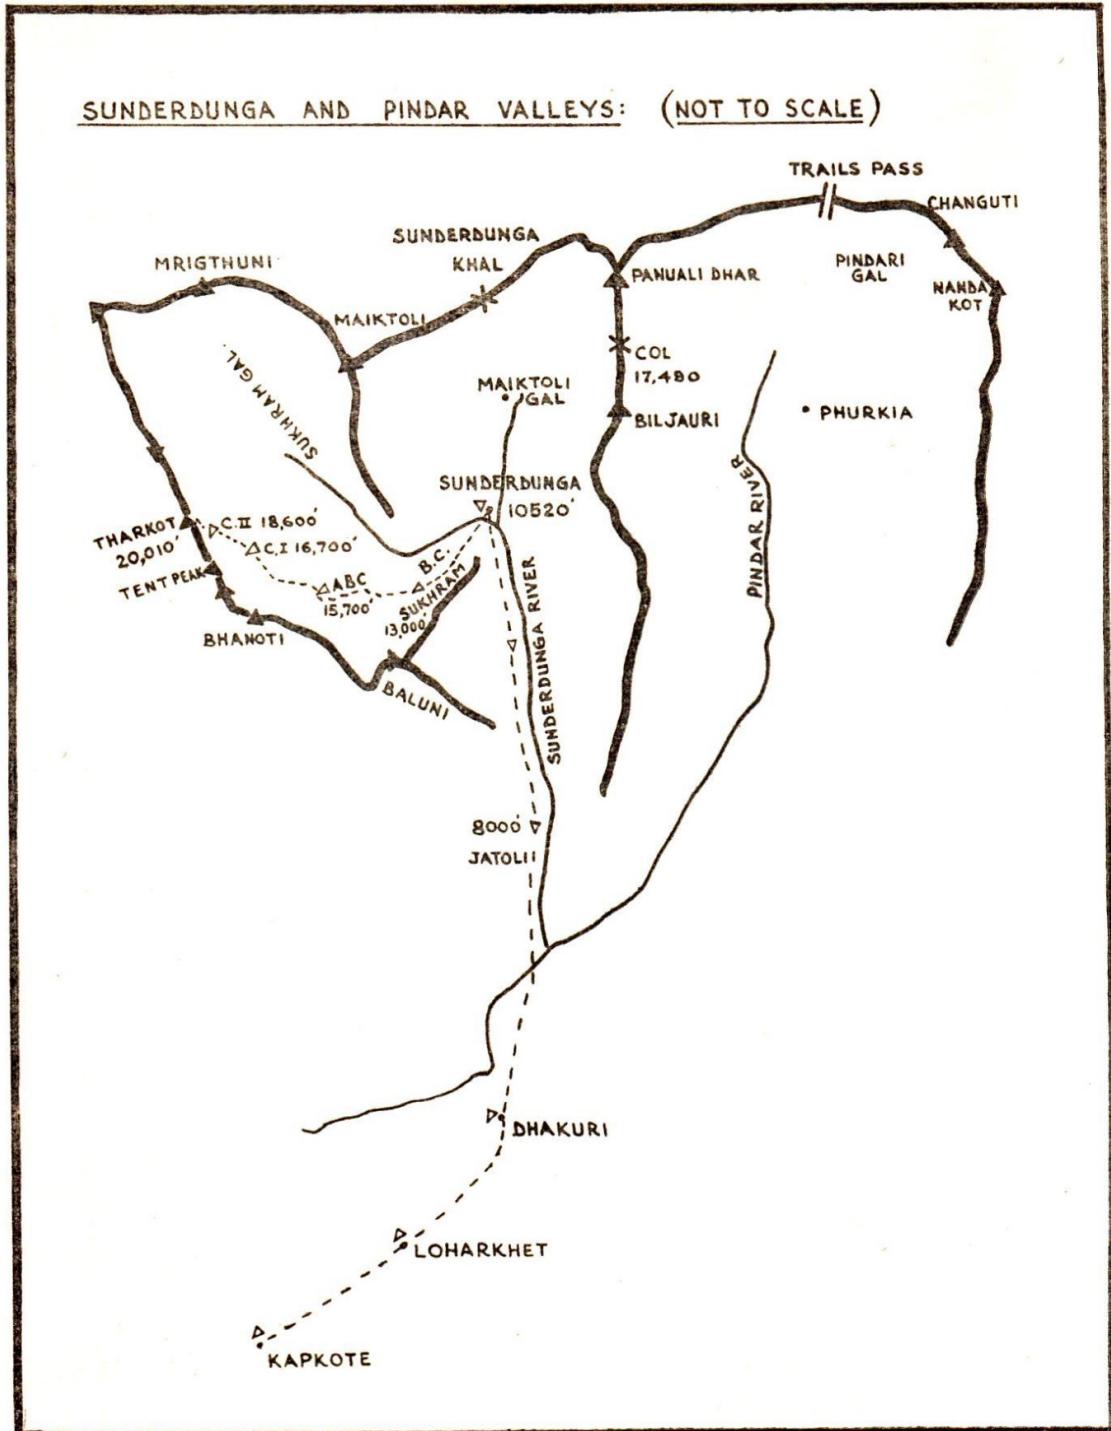 SUNDERDUNGA AND PINDAR VALLEYS: (NOT TO SCALE)
TRAILS PASS
CHANGUTI
SUNDERDUNGA
KHAL
MRIGTHUNI
PANUALI DHAR
PINDARI
GAL
NANDA
KOT
MAIKTOLI
COL
17,480
SUKHRAM GAL.
MAIKTOLI
GAL
BILJAURI
PHURKIA
SUNDERDUNGA
10520'
PINDAR RIVER
THARKOT
20,010'
C.II 18,600'
C.I 16,700'
TENT PEAK
ABC
15,700'
B.C.
SUKHRAM
13,000'
BHANOTI
BALUNI
SUNDERDUNGA RIVER
8000'
JATOLI
DHAKURI
LOHARKHET
KAPKOTE